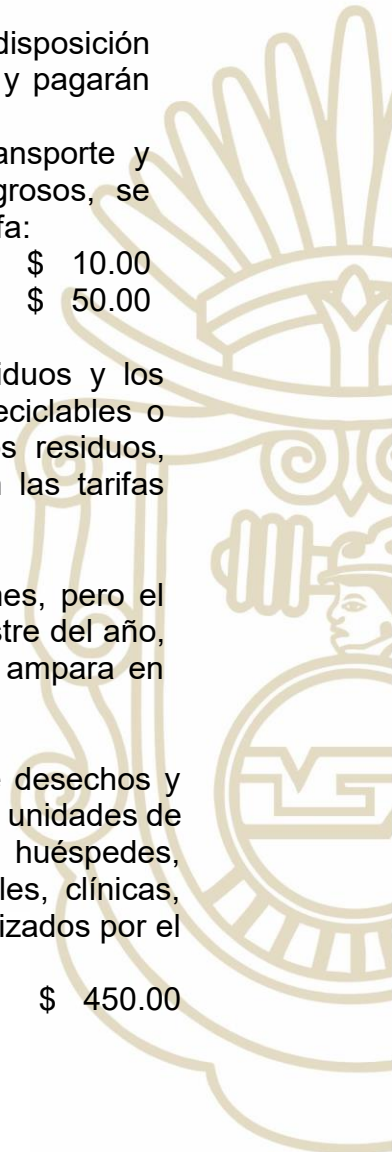 disposición
y pagarán
ansporte y
grosos, se
fa:
$ 10.00
$ 50.00
iduos y los
eciclables o
s residuos,
las tarifas
nes, pero el
stre del año,
ampara en
desechos y
unidades de
huéspedes,
les, clínicas,
izados por el
$ 450.00